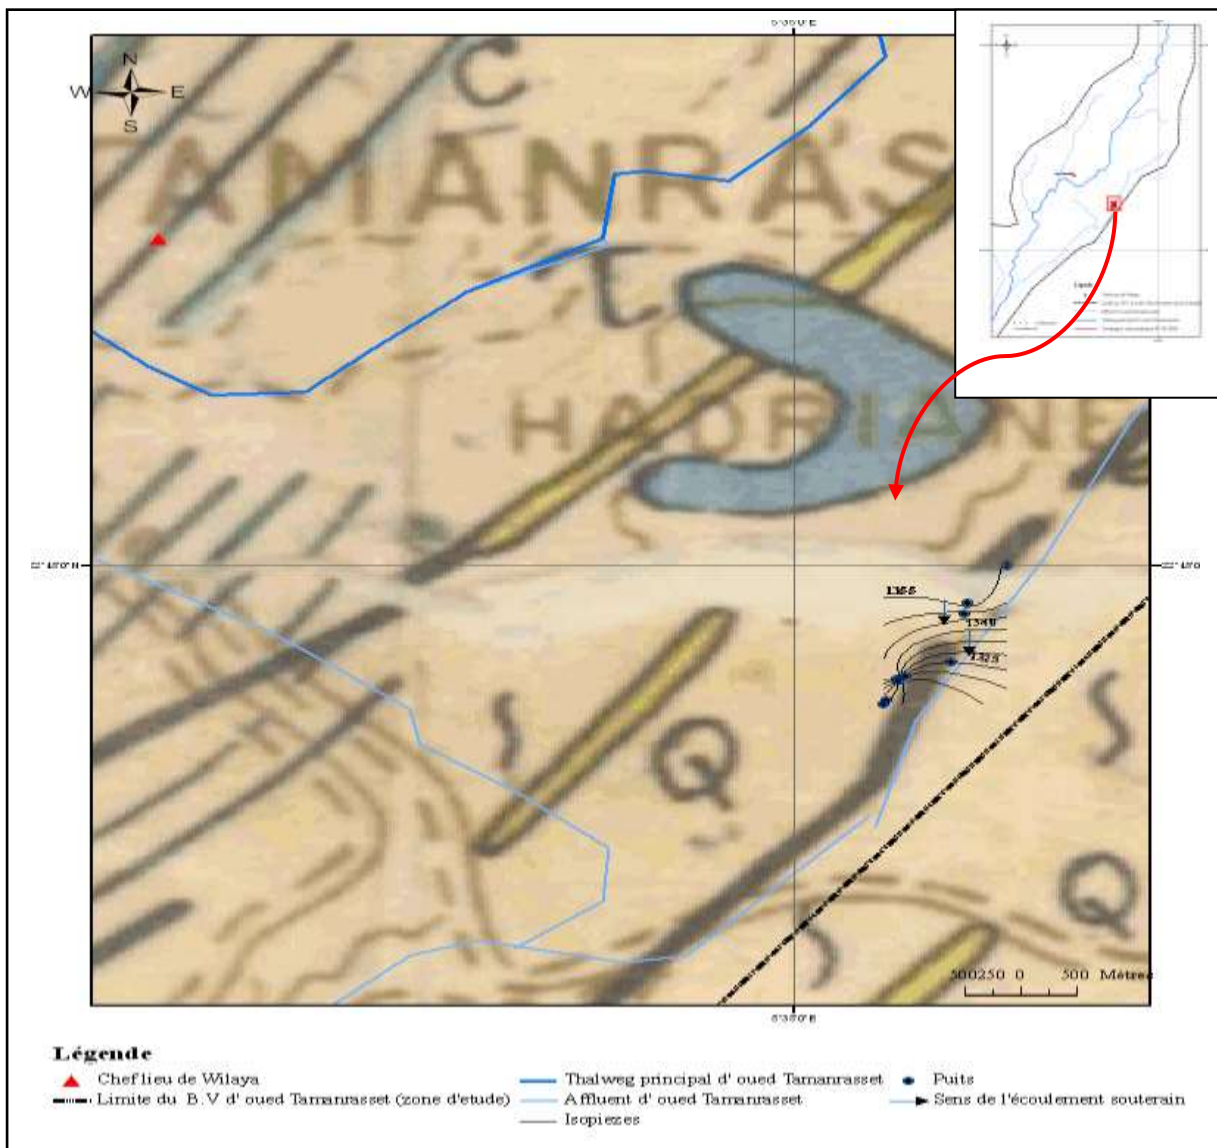 N
W E
S
C
TAMANRAS
HADRIANE
1355
1340
1325
S
Q
S
Q
500250 0 500 Mètres
Légende
Chef lieu de Wilaya
Limite du B.V d' oued Tamanrasset (zone d'etude)
Thalweg principal d' oued Tamanrasset
Affluent d' oued Tamanrasset
Isopiezes
Puits
Sens de l'écoulement souterain